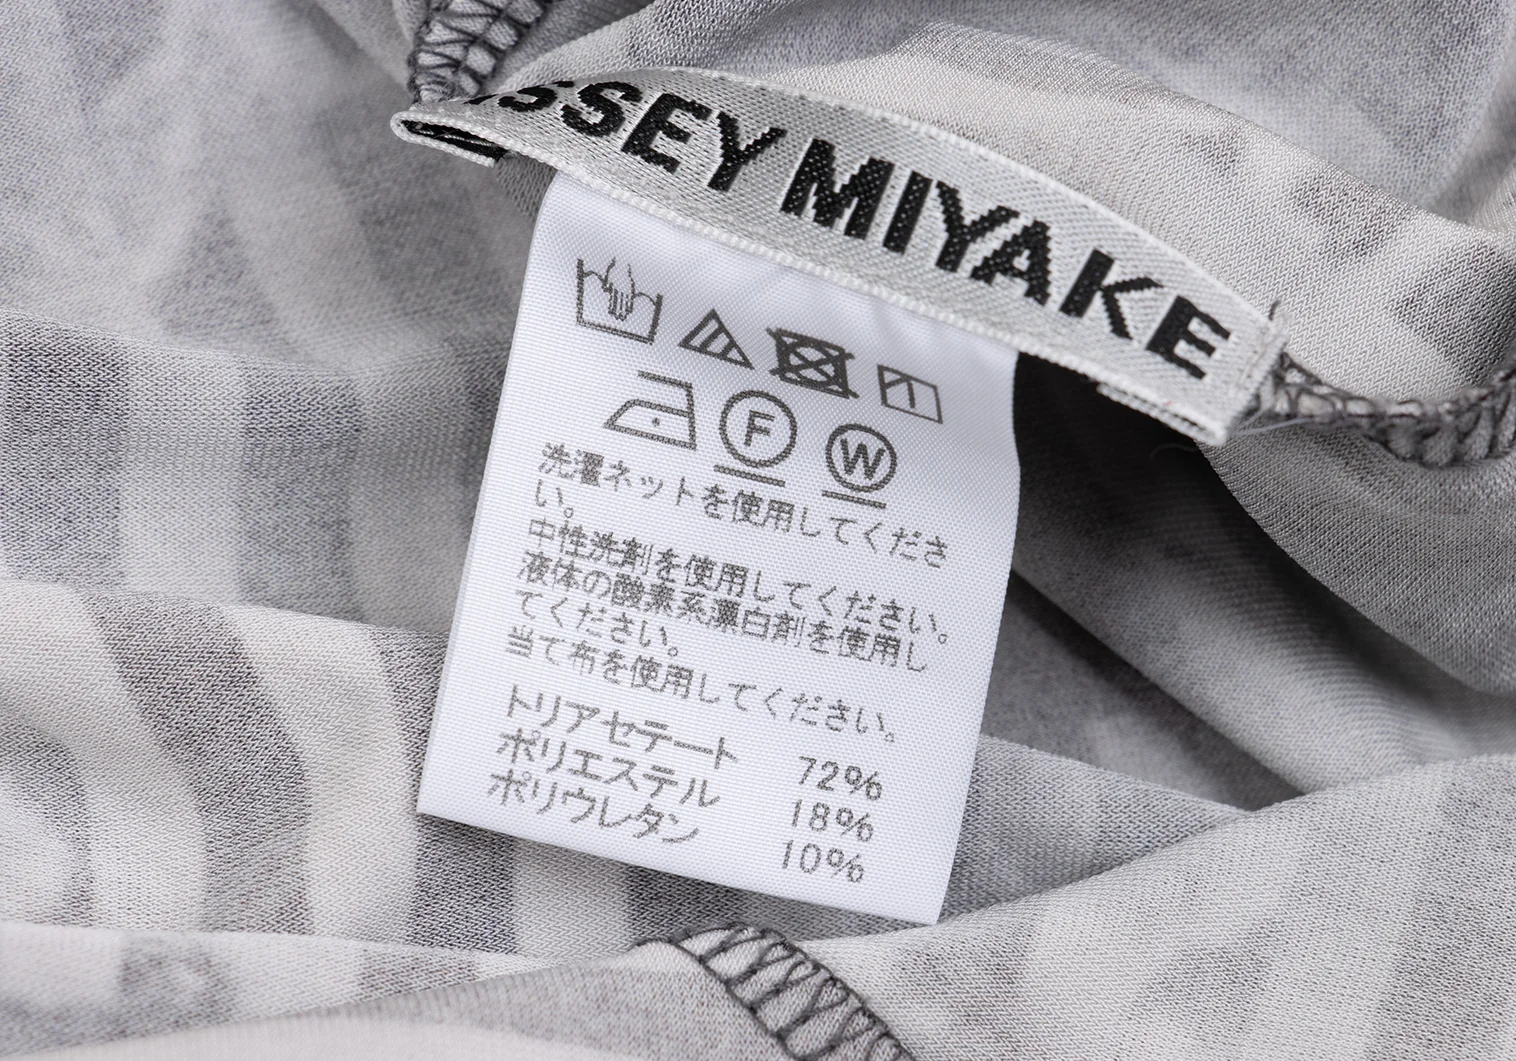 ISSEY MIYAKE
F W
洗濯ネットを使用してくださ
い。
中性洗剤を使用してください。
液体の酸素系漂白剤を使用し
てください。
当て布を使用してください。
トリアセテート 72%
ポリエステル 18%
ポリウレタン 10%